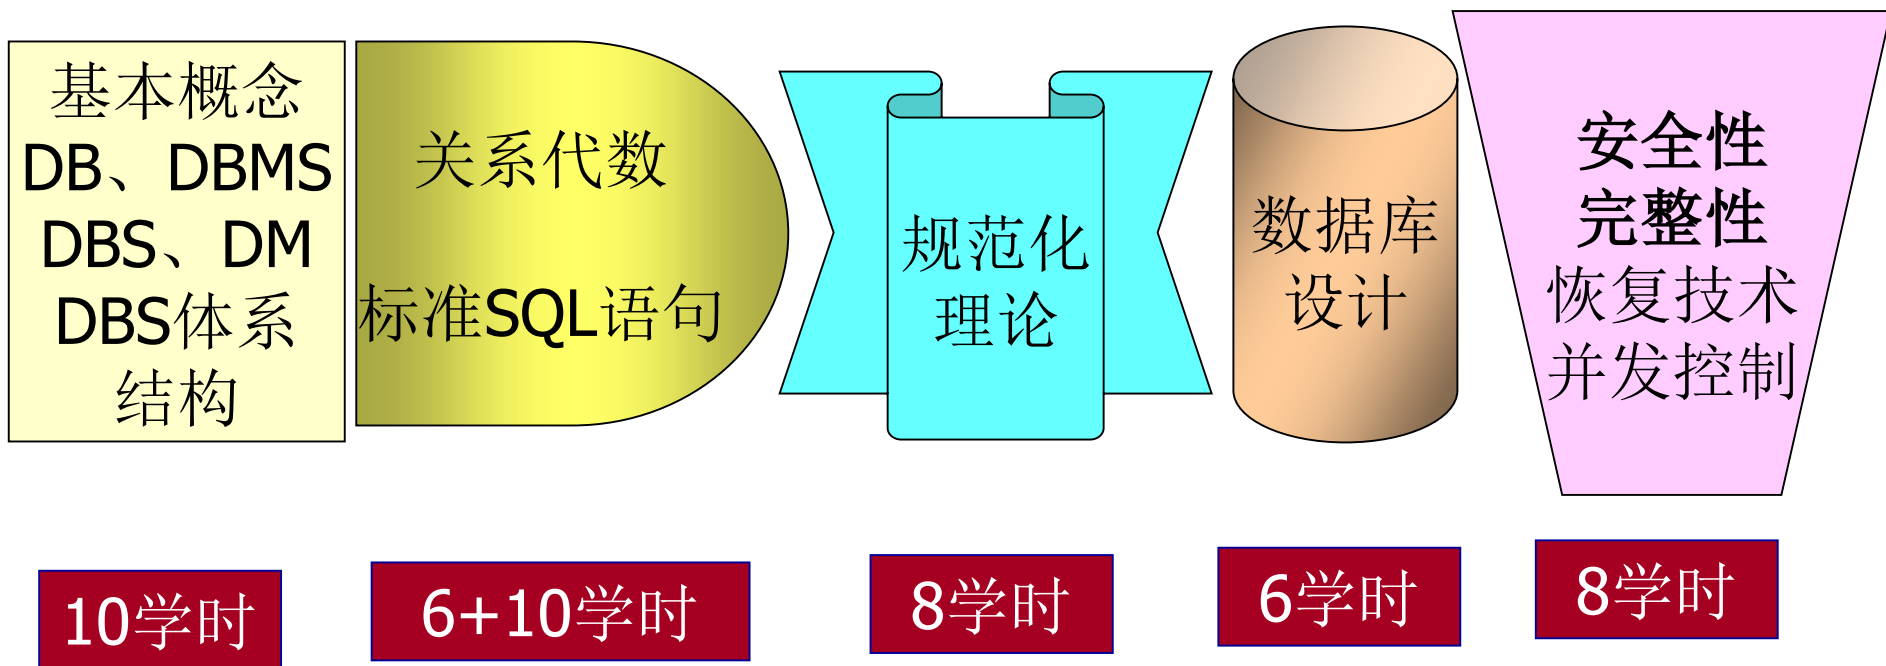 基本概念
DB、DBMS
DBS、DM
DBS体系
结构
关系代数
标准SQL语句
规范化
理论
数据库
设计
安全性
完整性
恢复技术
并发控制
10学时
6+10学时
8学时
6学时
8学时